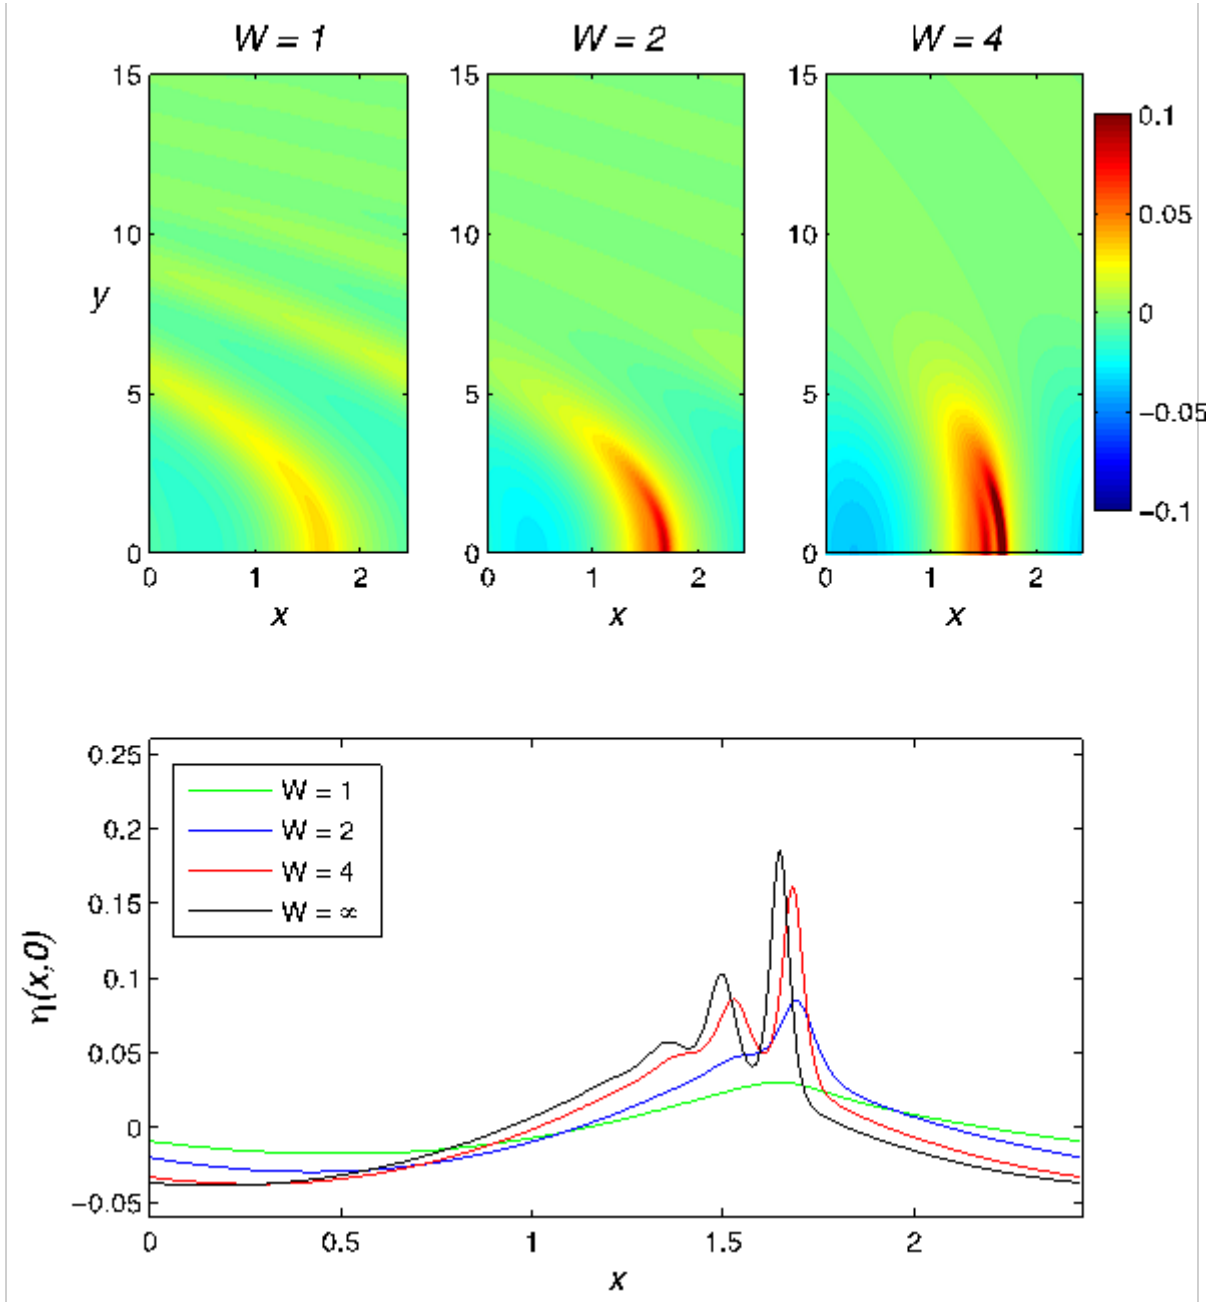 W = 1 W = 2 W = 4
15 15 15
0.1
10 10 10
0.05
y
0
5 5 5
-0.05
-0.1
0 0 0
0 1 2 0 1 2 0 1 2
x x x
0.25
W = 1
0.2
W = 2
W = 4
0.15
W = ∞
0.1
η(x,0)
0.05
0
-0.05
0 0.5 1 1.5 2
x